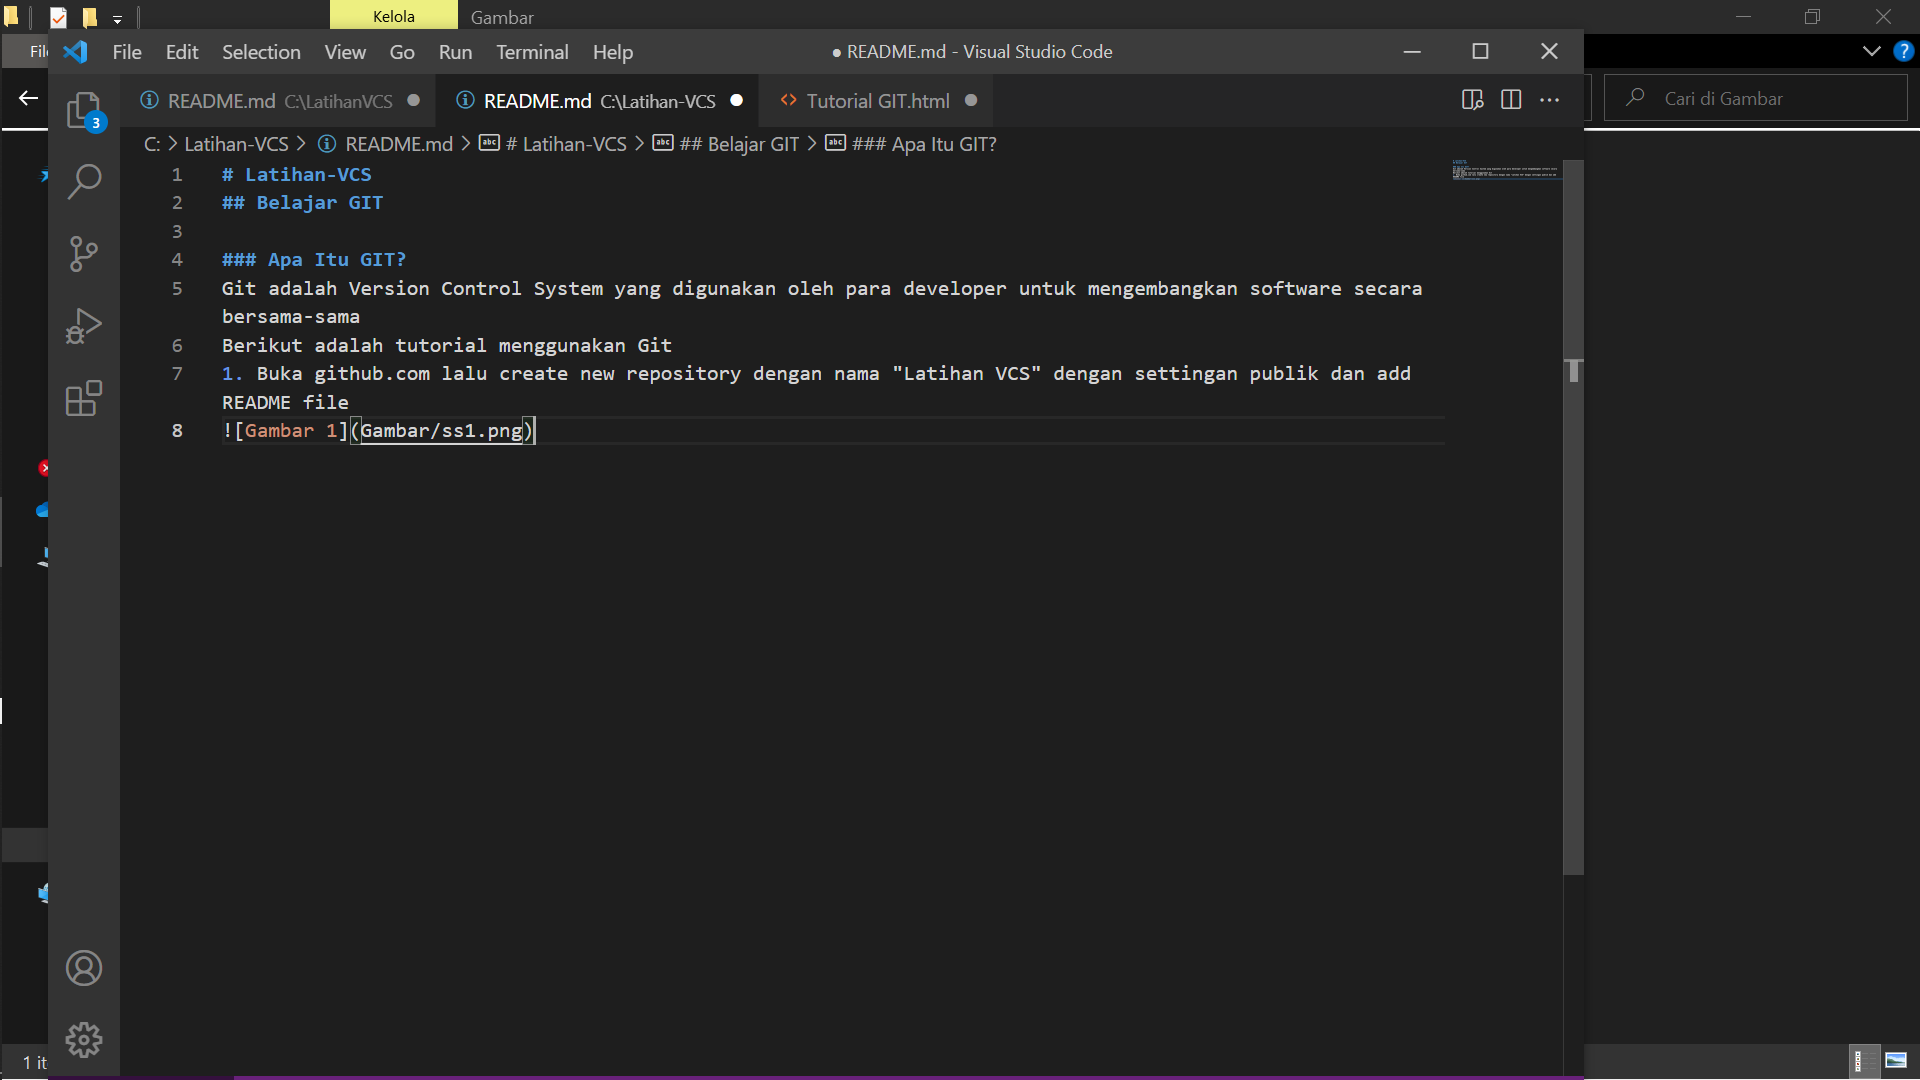 Kelola
Gambar
File Edit Selection View Go Run Terminal Help
● README.md - Visual Studio Code
README.md C:\LatihanVCS
README.md C:\Latihan-VCS
Tutorial GIT.html
Cari di Gambar
C: > Latihan-VCS > README.md > # Latihan-VCS > ## Belajar GIT > ### Apa Itu GIT?
3
1 # Latihan-VCS
2 ## Belajar GIT
3
4 ### Apa Itu GIT?
5 Git adalah Version Control System yang digunakan oleh para developer untuk mengembangkan software secara
bersama-sama
6 Berikut adalah tutorial menggunakan Git
7 1. Buka github.com lalu create new repository dengan nama "Latihan VCS" dengan settingan publik dan add
README file
8 ![Gambar 1](Gambar/ss1.png)
1 it